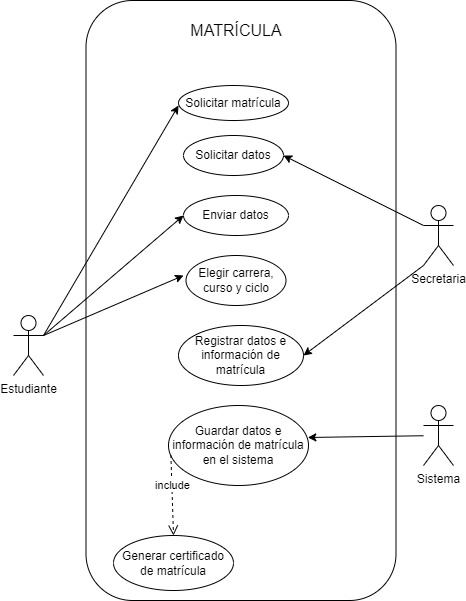 MATRÍCULA
Solicitar matrícula
Solicitar datos
Enviar datos
Elegir carrera,
curso y ciclo
Secretaria
Registrar datos e
información de
matrícula
Estudiante
Guardar datos e
información de matrícula
en el sistema
Sistema
include
Generar certificado
de matrícula